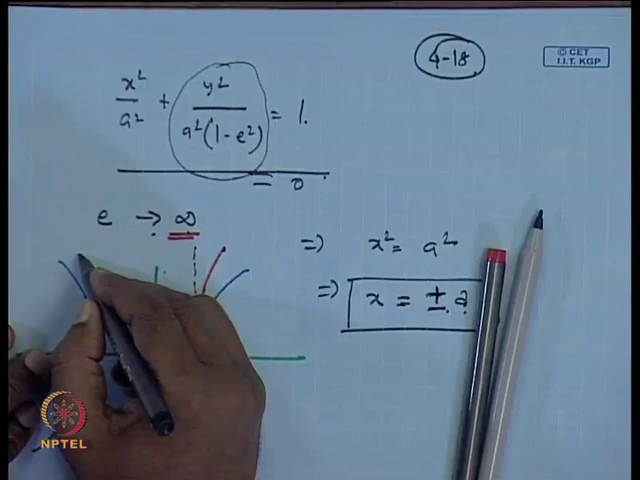 4-18
© CET
I.I.T. KGP
x²/a² + y²/a²(1-e²) = 1.
= 0
e → ∞
⇒ x² = a²
⇒ x = ± a
NPTEL